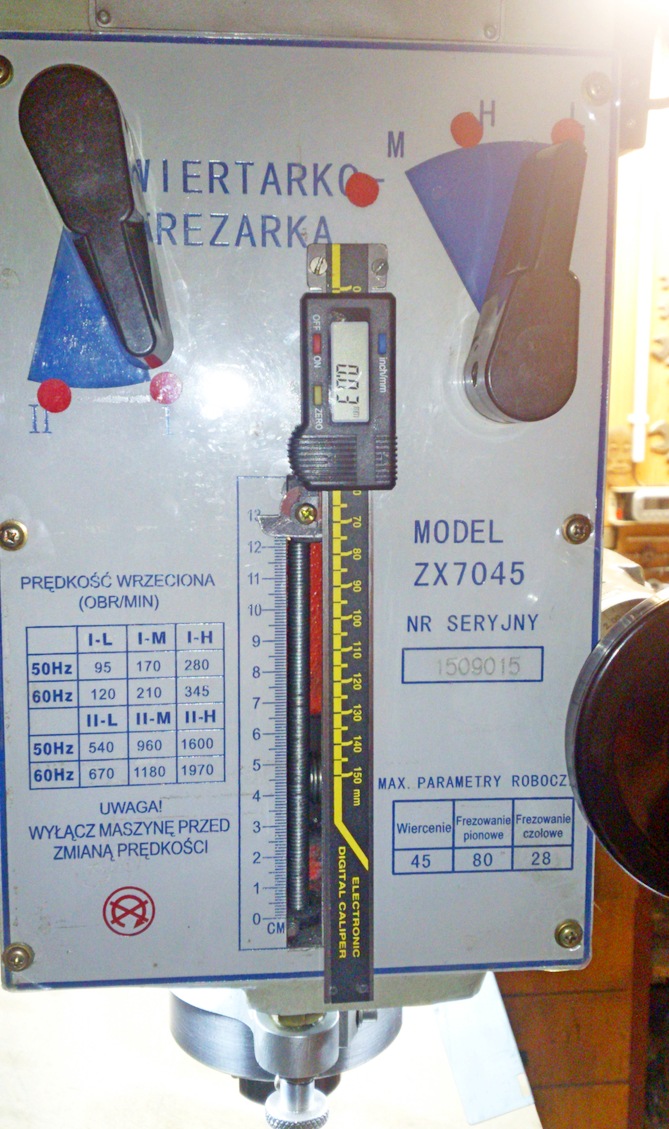 M
H
L
WIERTARKO-
FREZARKA
II
I
OFF
ON
ZERO
inch/mm
0.03 mm
70
80
90
100
110
120
130
140
150 mm
ELECTRONIC
DIGITAL CALIPER
13
12
11
10
9
8
7
6
5
4
3
2
1
0
CM
MODEL
ZX7045
NR SERYJNY
1509015
PRĘDKOŚĆ WRZECIONA
(OBR/MIN)
I-L I-M I-H
50Hz 95 170 280
60Hz 120 210 345
II-L II-M II-H
50Hz 540 960 1600
60Hz 670 1180 1970
UWAGA!
WYŁĄCZ MASZYNĘ PRZED
ZMIANĄ PRĘDKOŚCI
MAX. PARAMETRY ROBOCZ
Wiercenie Frezowanie pionowe Frezowanie czołowe
45 80 28